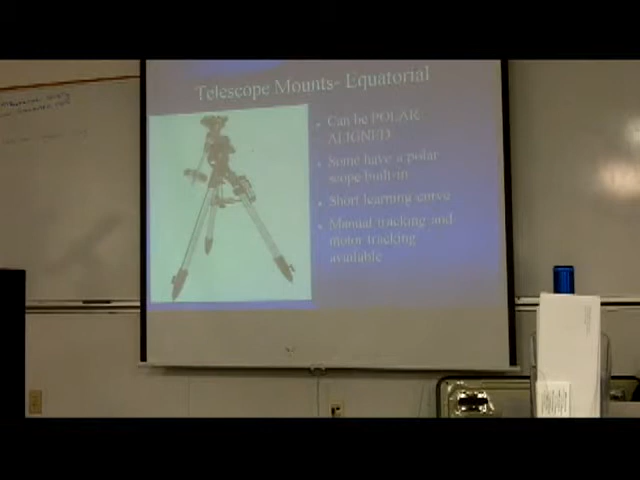 Telescope Mounts- Equatorial
Can be POLAR
ALIGNED
Some have a polar
scope built-in
Short learning curve
Manual tracking and
motor tracking
available